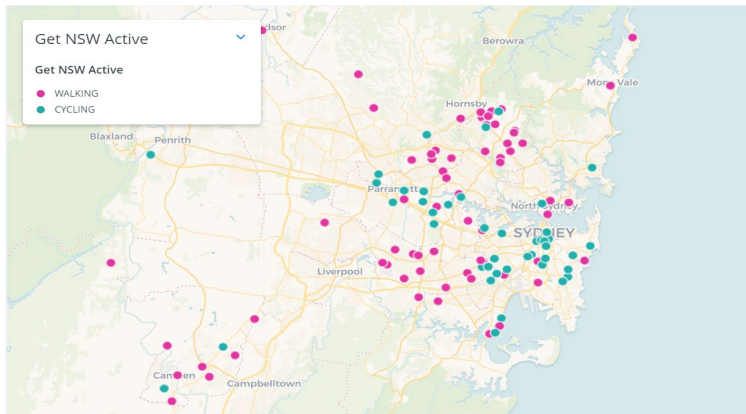 Get NSW Active
Get NSW Active
WALKING
CYCLING
Berowra
Mona Vale
Hornsby
Blaxland
Penrith
Parramatta
North Sydney
SYDNEY
Liverpool
Camden
Campbelltown